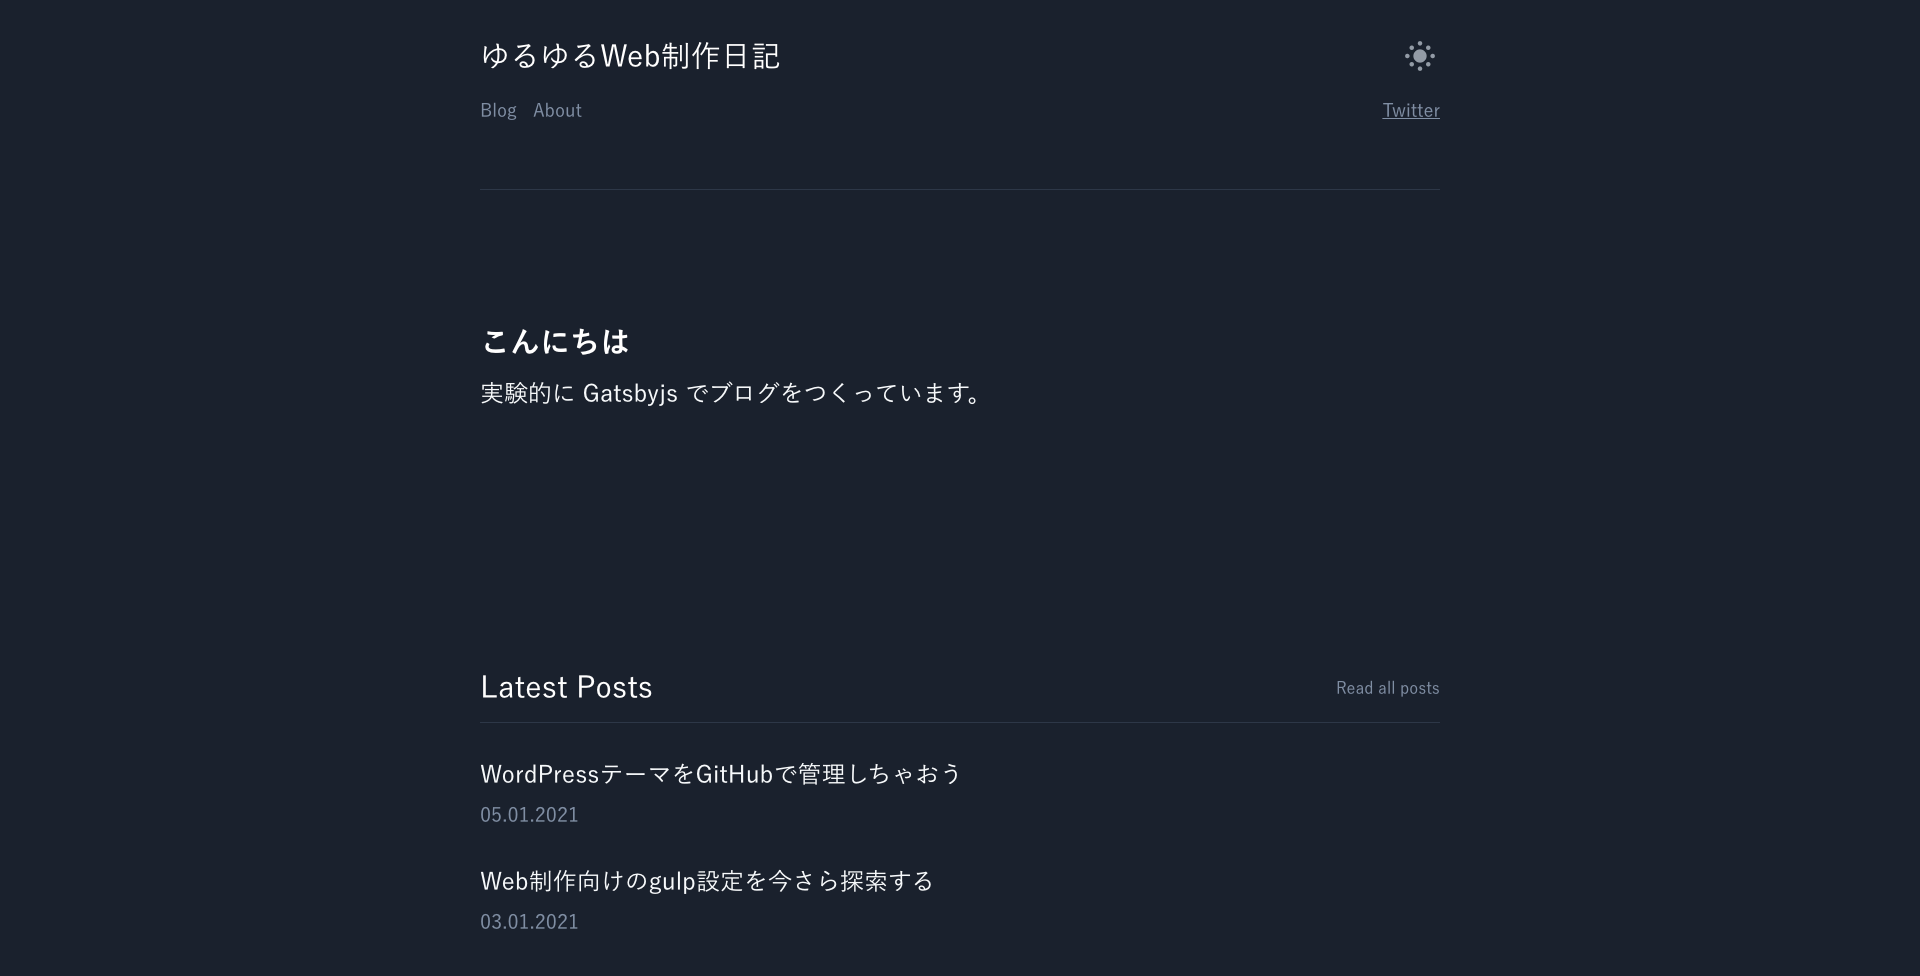 ゆるゆるWeb制作日記
Blog About Twitter
こんにちは
実験的に Gatsbyjs でブログをつくっています。
Latest Posts Read all posts
WordPressテーマをGitHubで管理しちゃおう
05.01.2021
Web制作向けのgulp設定を今さら探索する
03.01.2021